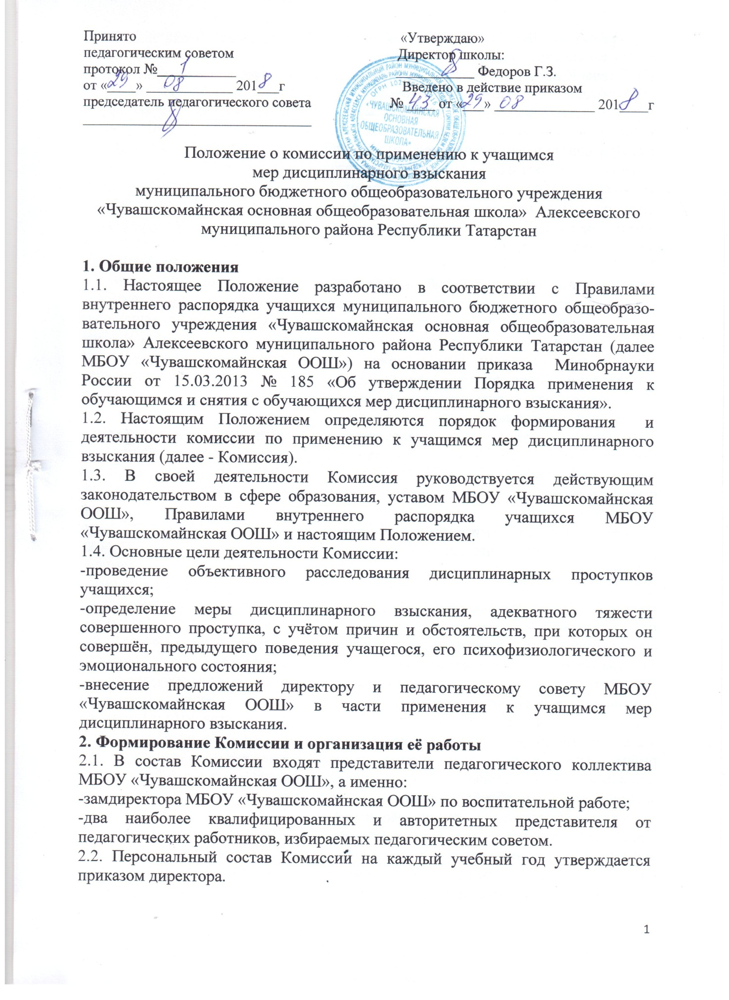 Принято
педагогическим советом
протокол № 1
от «29» 08 2018г
председатель педагогического совета
«Утверждаю»
Директор школы:
Федоров Г.З.
Введено в действие приказом
№ 43 от «29» 08 2018г
«ЧУВАШСКОМАЙНСКАЯ
ОСНОВНАЯ
ОБЩЕОБРАЗОВАТЕЛЬНАЯ
ШКОЛА»
Положение о комиссии по применению к учащимся
мер дисциплинарного взыскания
муниципального бюджетного общеобразовательного учреждения
«Чувашскомайнская основная общеобразовательная школа» Алексеевского
муниципального района Республики Татарстан
1. Общие положения
1.1. Настоящее Положение разработано в соответствии с Правилами
внутреннего распорядка учащихся муниципального бюджетного общеобразо-
вательного учреждения «Чувашскомайнская основная общеобразовательная
школа» Алексеевского муниципального района Республики Татарстан (далее
МБОУ «Чувашскомайнская ООШ») на основании приказа Минобрнауки
России от 15.03.2013 № 185 «Об утверждении Порядка применения к
обучающимся и снятия с обучающихся мер дисциплинарного взыскания».
1.2. Настоящим Положением определяются порядок формирования и
деятельности комиссии по применению к учащимся мер дисциплинарного
взыскания (далее - Комиссия).
1.3. В своей деятельности Комиссия руководствуется действующим
законодательством в сфере образования, уставом МБОУ «Чувашскомайнская
ООШ», Правилами внутреннего распорядка учащихся МБОУ
«Чувашскомайнская ООШ» и настоящим Положением.
1.4. Основные цели деятельности Комиссии:
-проведение объективного расследования дисциплинарных проступков
учащихся;
-определение меры дисциплинарного взыскания, адекватного тяжести
совершенного проступка, с учётом причин и обстоятельств, при которых он
совершён, предыдущего поведения учащегося, его психофизиологического и
эмоционального состояния;
-внесение предложений директору и педагогическому совету МБОУ
«Чувашскомайнская ООШ» в части применения к учащимся мер
дисциплинарного взыскания.
2. Формирование Комиссии и организация её работы
2.1. В состав Комиссии входят представители педагогического коллектива
МБОУ «Чувашскомайнская ООШ», а именно:
-замдиректора МБОУ «Чувашскомайнская ООШ» по воспитательной работе;
-два наиболее квалифицированных и авторитетных представителя от
педагогических работников, избираемых педагогическим советом.
2.2. Персональный состав Комиссии на каждый учебный год утверждается
приказом директора.
1